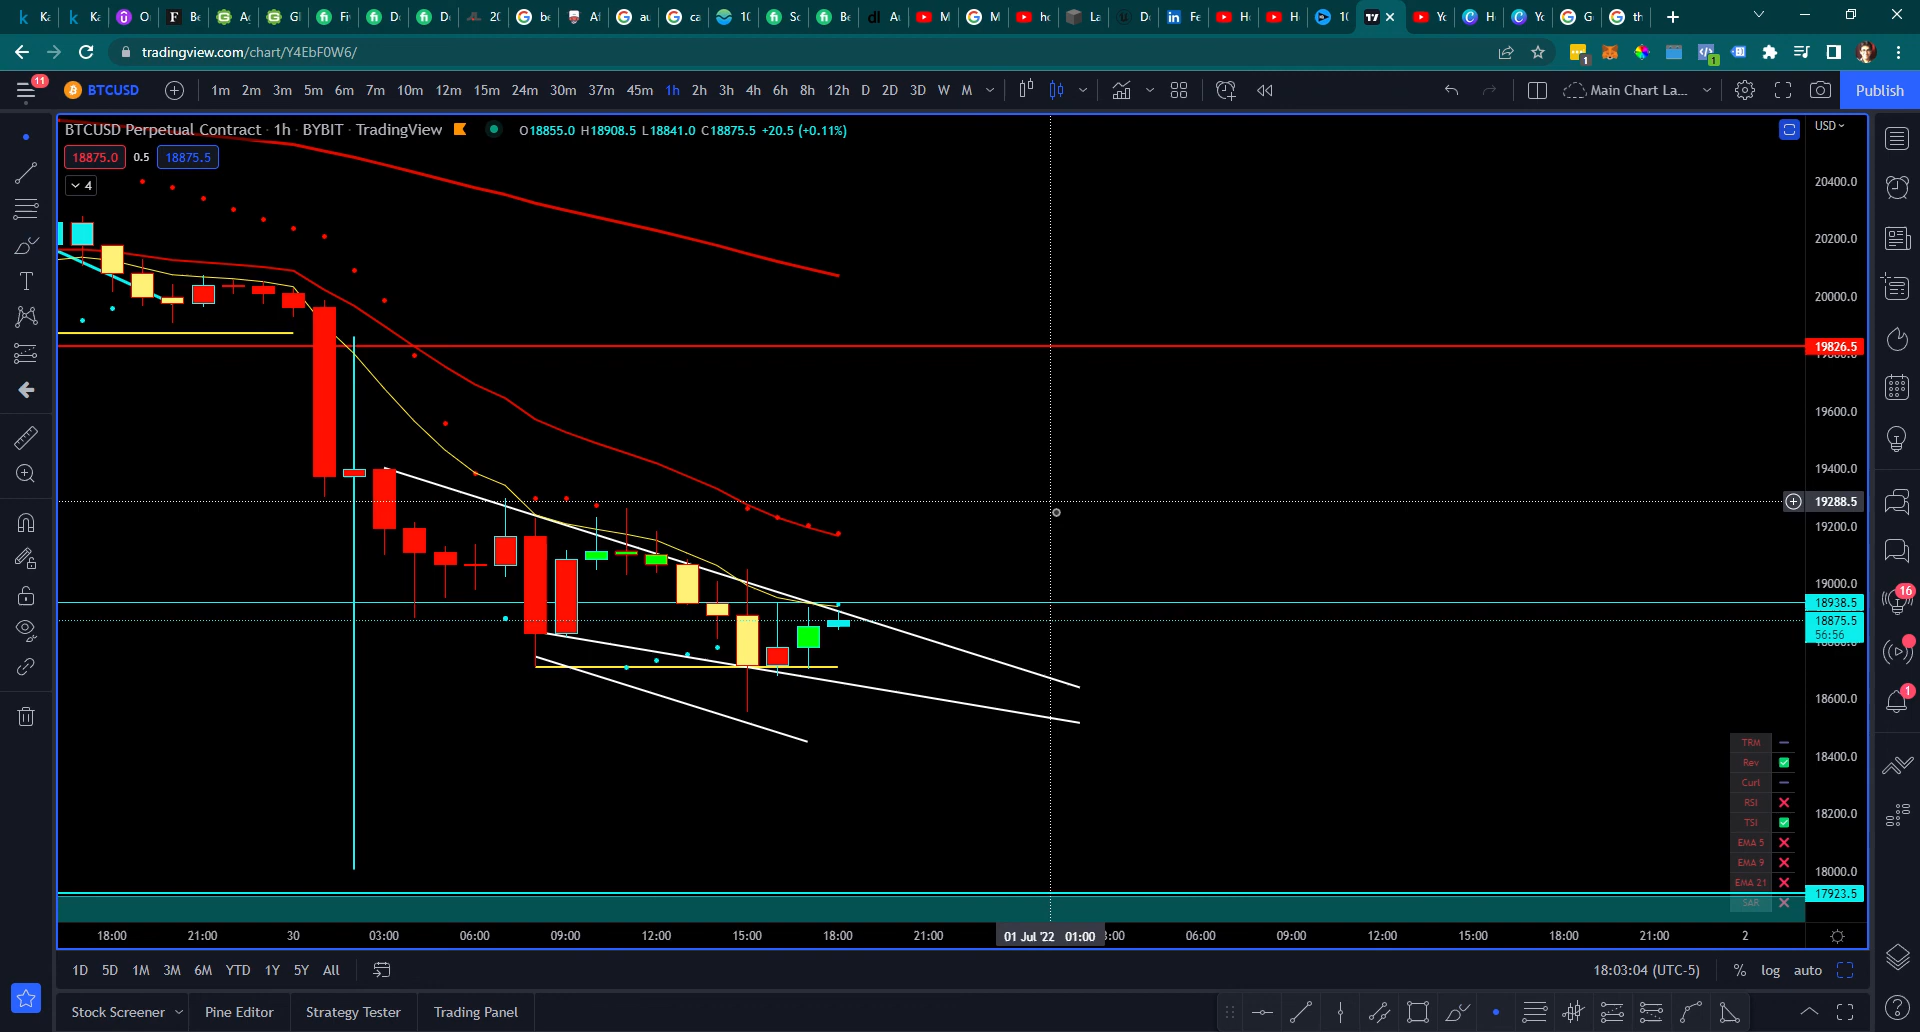 tradingview.com/chart/Y4EbF0W6/
11
BTCUSD 1m 2m 3m 5m 6m 7m 10m 12m 15m 24m 30m 37m 45m 1h 2h 3h 4h 6h 8h 12h D 2D 3D W M Main Chart La... Publish
BTCUSD Perpetual Contract · 1h · BYBIT · TradingView O18855.0 H18908.5 L18841.0 C18875.5 +20.5 (+0.11%)
USD
18875.0 0.5 18875.5
4
20400.0
20200.0
20000.0
19826.5
19600.0
19400.0
19288.5
19200.0
19000.0
18938.5
18875.5
56:56
18600.0
18400.0
18200.0
18000.0
17923.5
16
1
TRM
Rev
Curl
RSI
TSI
EMA 5
EMA 9
EMA 21
SAR
18:00 21:00 30 03:00 06:00 09:00 12:00 15:00 18:00 21:00 01 Jul '22 01:00 06:00 09:00 12:00 15:00 18:00 21:00 2
1D 5D 1M 3M 6M YTD 1Y 5Y All 18:03:04 (UTC-5) % log auto
Stock Screener Pine Editor Strategy Tester Trading Panel